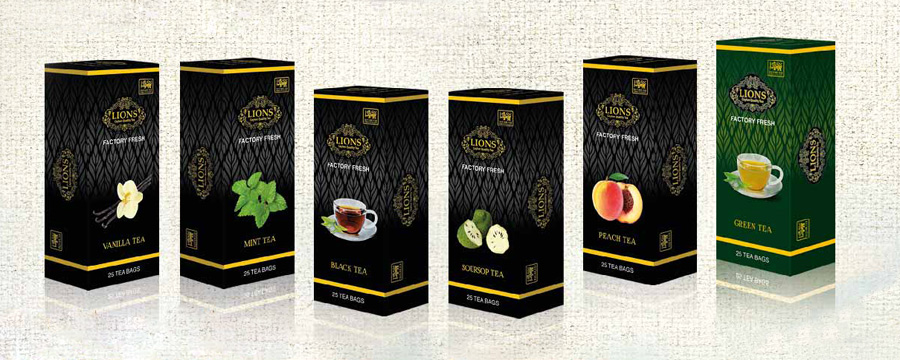 LIONS
FACTORY FRESH
VANILLA TEA
25 TEA BAGS
LIONS
FACTORY FRESH
MINT TEA
25 TEA BAGS
LIONS
FACTORY FRESH
BLACK TEA
25 TEA BAGS
LIONS
FACTORY FRESH
SOURSOP TEA
25 TEA BAGS
LIONS
FACTORY FRESH
PEACH TEA
25 TEA BAGS
LIONS
FACTORY FRESH
GREEN TEA
25 TEA BAGS